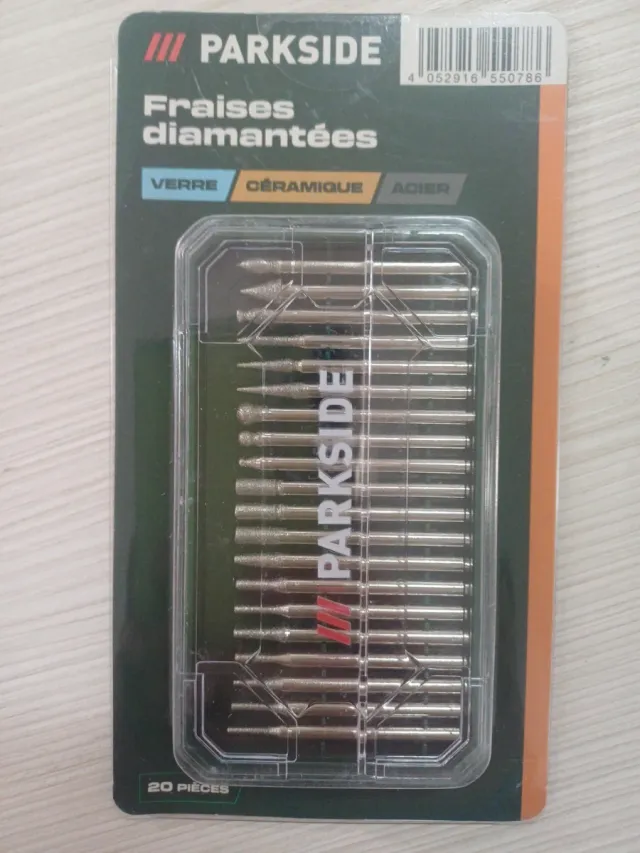 PARKSIDE
4 052916 550786
Fraises
diamantées
VERRE CÉRAMIQUE ACIER
PARKSIDE
20 PIÈCES